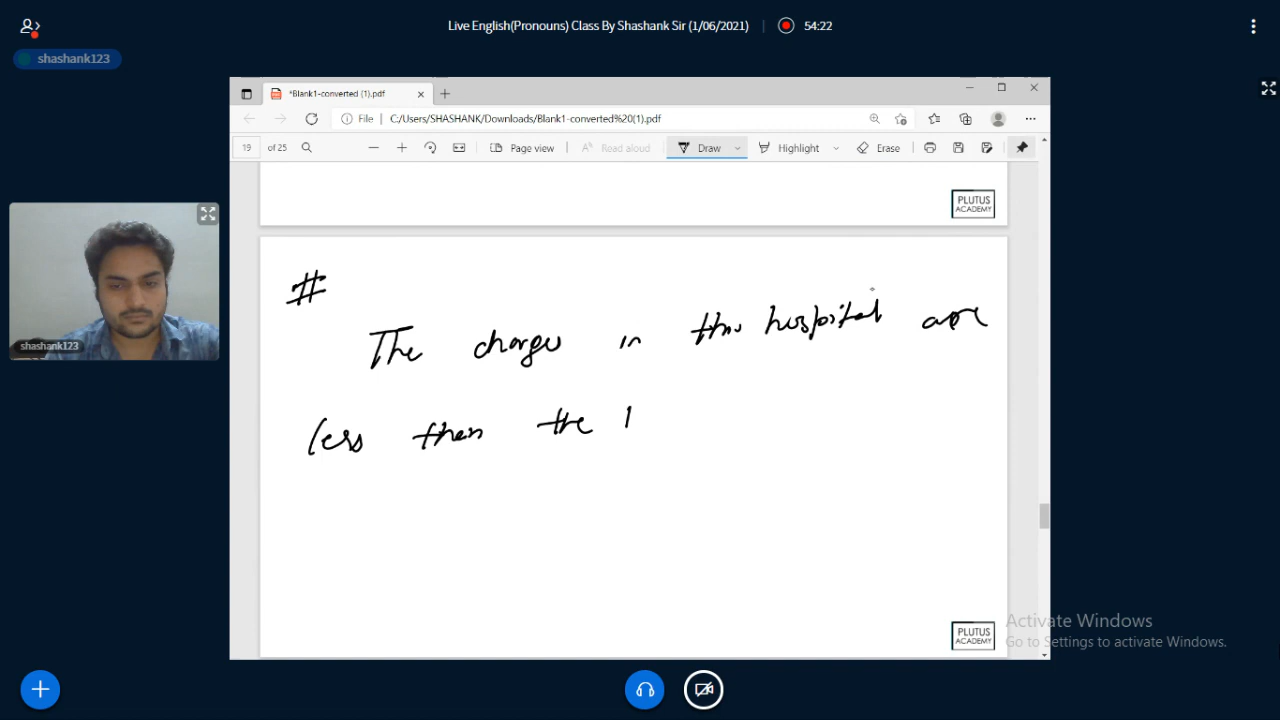 Live English(Pronouns) Class By Shashank Sir (1/06/2021)
54:22
shashank123
*Blank1-converted (1).pdf
File C:/Users/SHASHANK/Downloads/Blank1-converted%20(1).pdf
19 of 25 Page view Read aloud Draw Highlight Erase
PLUTUS
ACADEMY
#
The charges in this hospital are
less then the
shashank123
PLUTUS
ACADEMY
Activate Windows
Go to Settings to activate Windows.